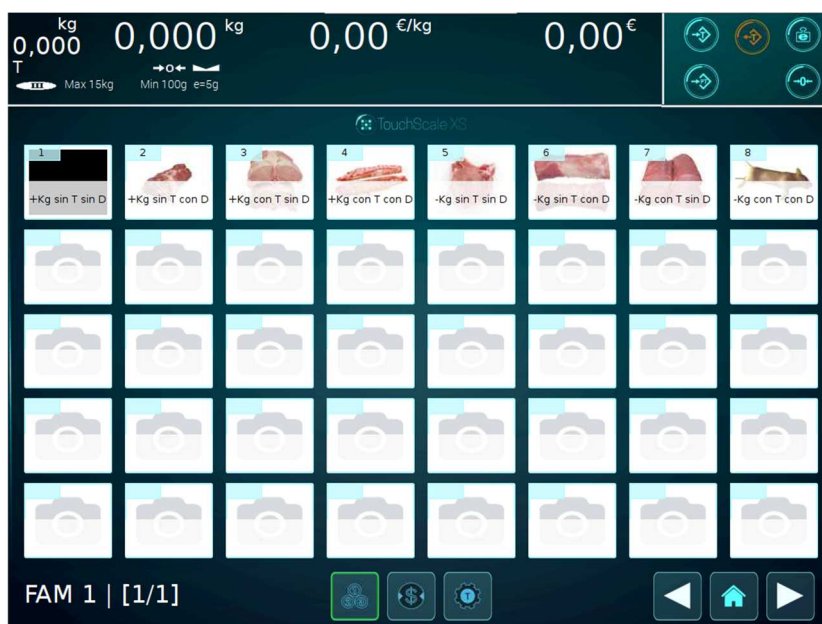 kg
0,000
T
0,000 kg
0,00 €/kg
0,00 €
→0←
III Max 15kg Min 100g e=5g
TouchScale XS
1 2 3 4 5 6 7 8
+Kg sin T sin D +Kg sin T con D +Kg con T sin D +Kg con T con D -Kg sin T sin D -Kg sin T con D -Kg con T sin D -Kg con T con D
FAM 1 | [1/1]